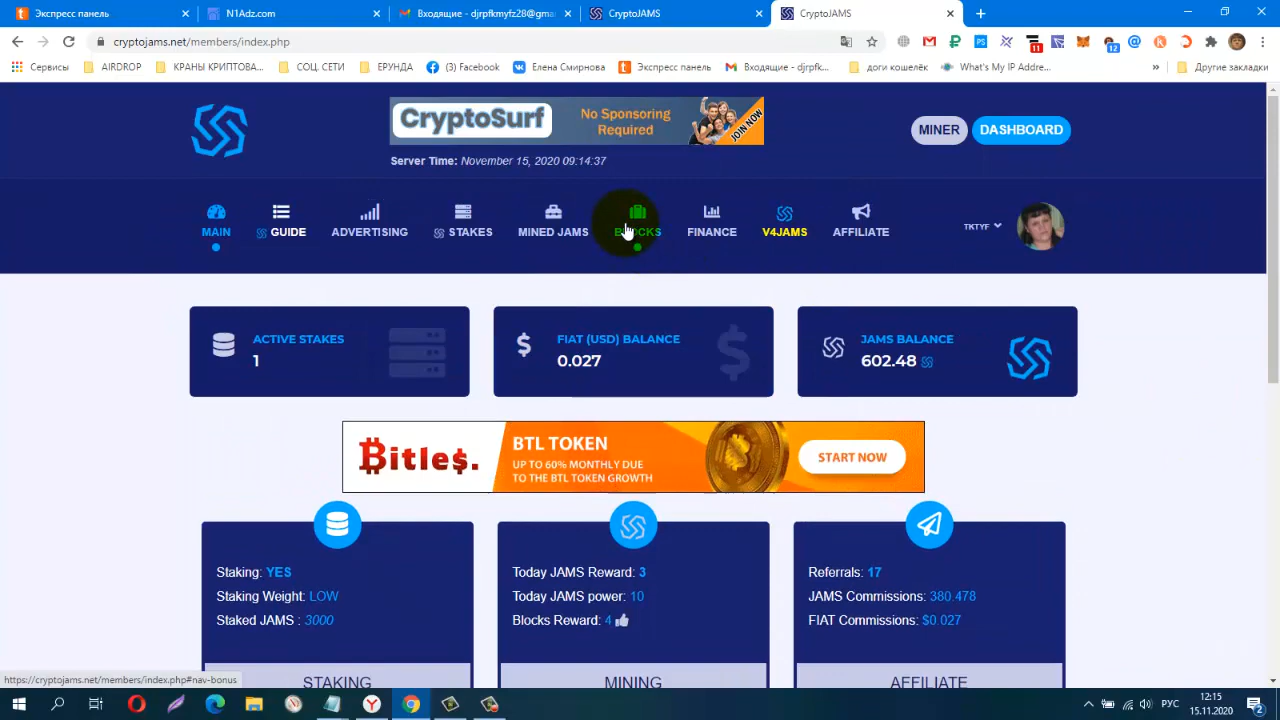 Экспресс панель
N1Adz.com
Входящие - djrpfkmyfz28@gma
CryptoJAMS
CryptoJAMS
cryptojams.net/members/index.php
11
12
Сервисы
AIRDROP
КРАНЫ КРИПТОВА...
СОЦ. СЕТИ
ЕРУНДА
(3) Facebook
Елена Смирнова
Экспресс панель
Входящие - djrpfk...
доги кошелёк
What's My IP Addre...
»
Другие закладки
CryptoSurf
No Sponsoring
Required
JOIN NOW
MINER
DASHBOARD
Server Time: November 15, 2020 09:14:37
MAIN
GUIDE
ADVERTISING
STAKES
MINED JAMS
BLOCKS
FINANCE
V4JAMS
AFFILIATE
TKTYF
ACTIVE STAKES
1
FIAT (USD) BALANCE
0.027
JAMS BALANCE
602.48
Bitles.
BTL TOKEN
UP TO 60% MONTHLY DUE
TO THE BTL TOKEN GROWTH
START NOW
Staking: YES
Staking Weight: LOW
Staked JAMS : 3000
STAKING
Today JAMS Reward: 3
Today JAMS power: 10
Blocks Reward: 4
MINING
Referrals: 17
JAMS Commissions: 380.478
FIAT Commissions: $0.027
AFFILIATE
https://cryptojams.net/members/index.php#nav-bonus
РУС
12:15
15.11.2020
2